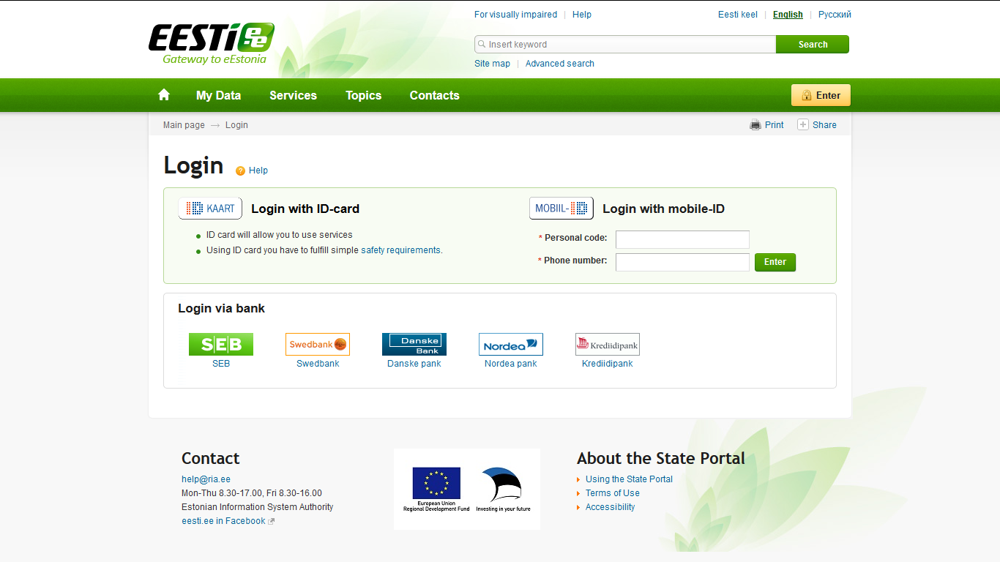 For visually impaired | Help
Eesti keel | English | Русский
EESTi e.e
Gateway to eEstonia
Insert keyword
Search
Site map | Advanced search
My Data
Services
Topics
Contacts
Enter
Main page → Login
Print
Share
Login
? Help
ID KAART
Login with ID-card
ID card will allow you to use services
Using ID card you have to fulfill simple safety requirements.
MOBIIL-ID
Login with mobile-ID
* Personal code:
* Phone number:
Enter
Login via bank
SEB
Swedbank
Danske
Bank
Nordea
Krediidipank
SEB
Swedbank
Danske pank
Nordea pank
Krediidipank
Contact
help@ria.ee
Mon-Thu 8.30-17.00, Fri 8.30-16.00
Estonian Information System Authority
eesti.ee in Facebook
European Union
Regional Development Fund
Investing in your future
About the State Portal
Using the State Portal
Terms of Use
Accessibility